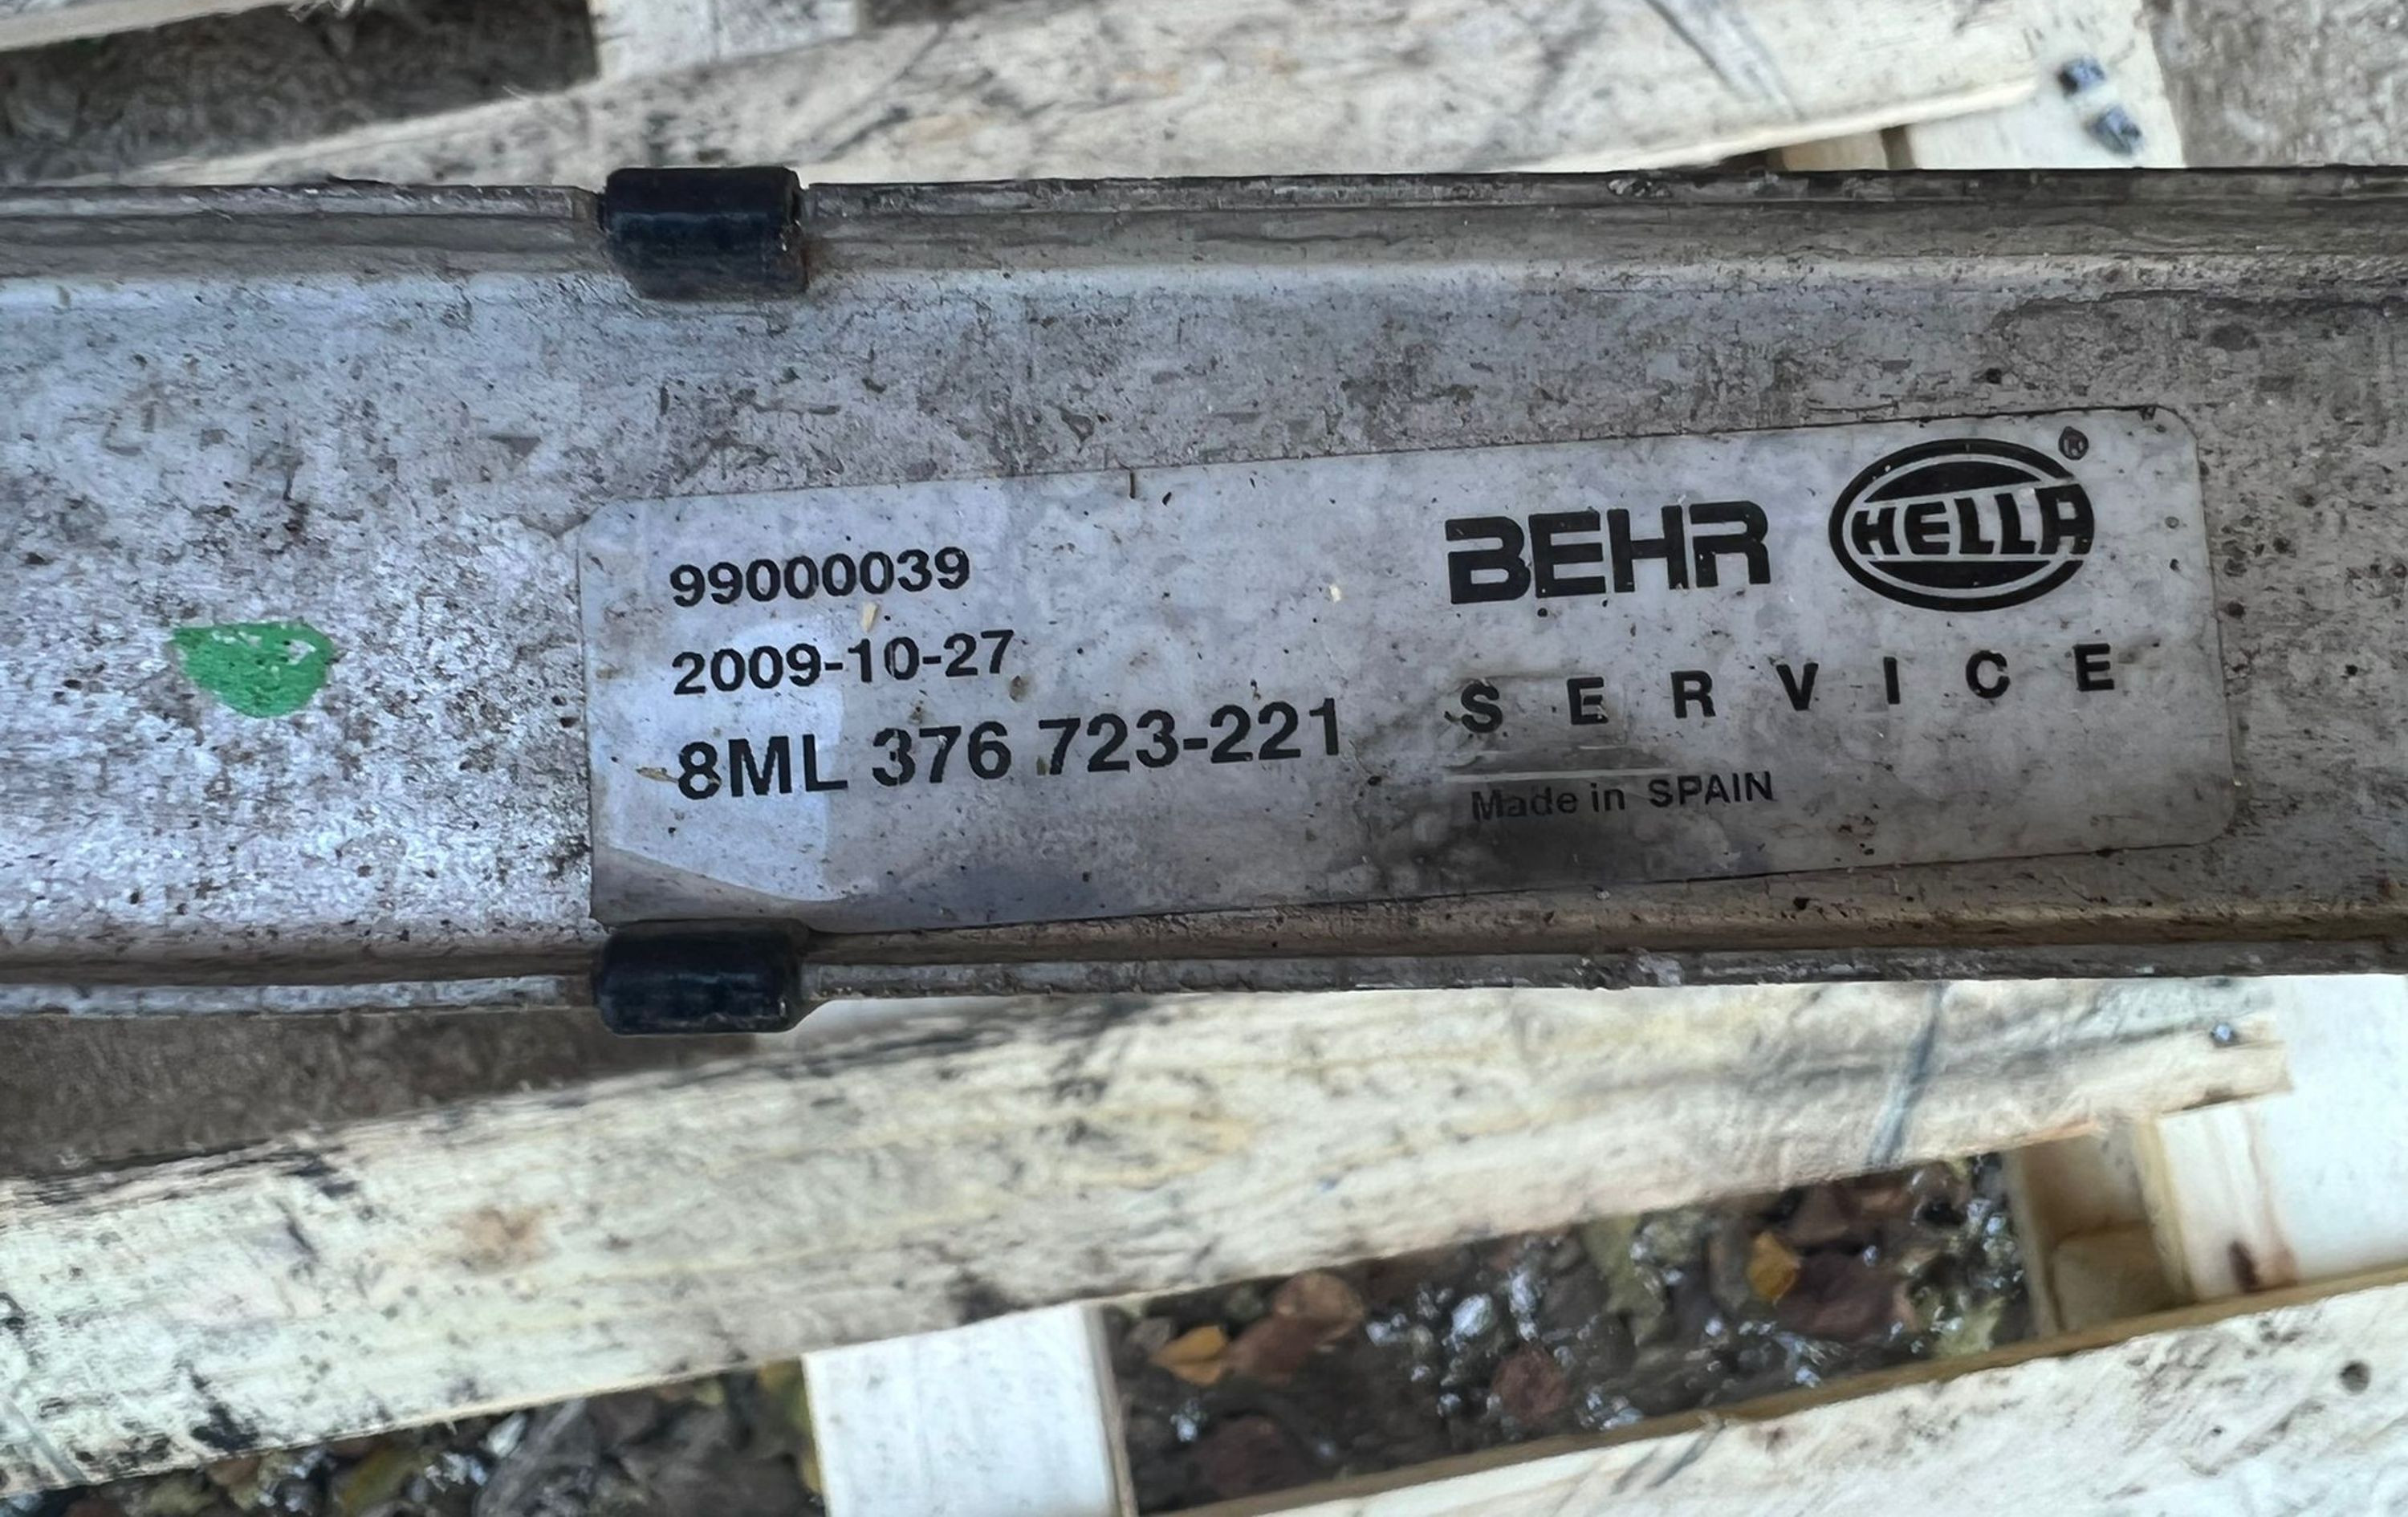 99000039
2009-10-27
8ML 376 723-221
BEHR HELLA®
SERVICE
Made in SPAIN